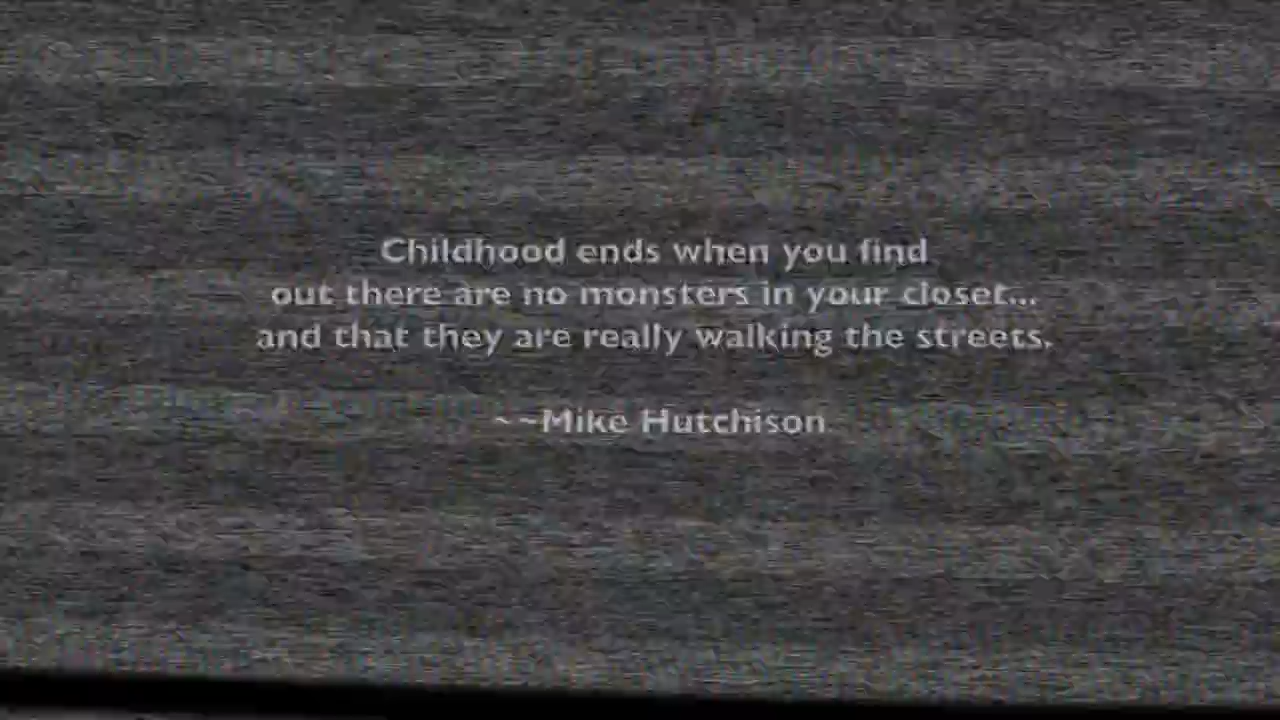 Childhood ends when you find
out there are no monsters in your closet...
and that they are really walking the streets.
~~Mike Hutchison